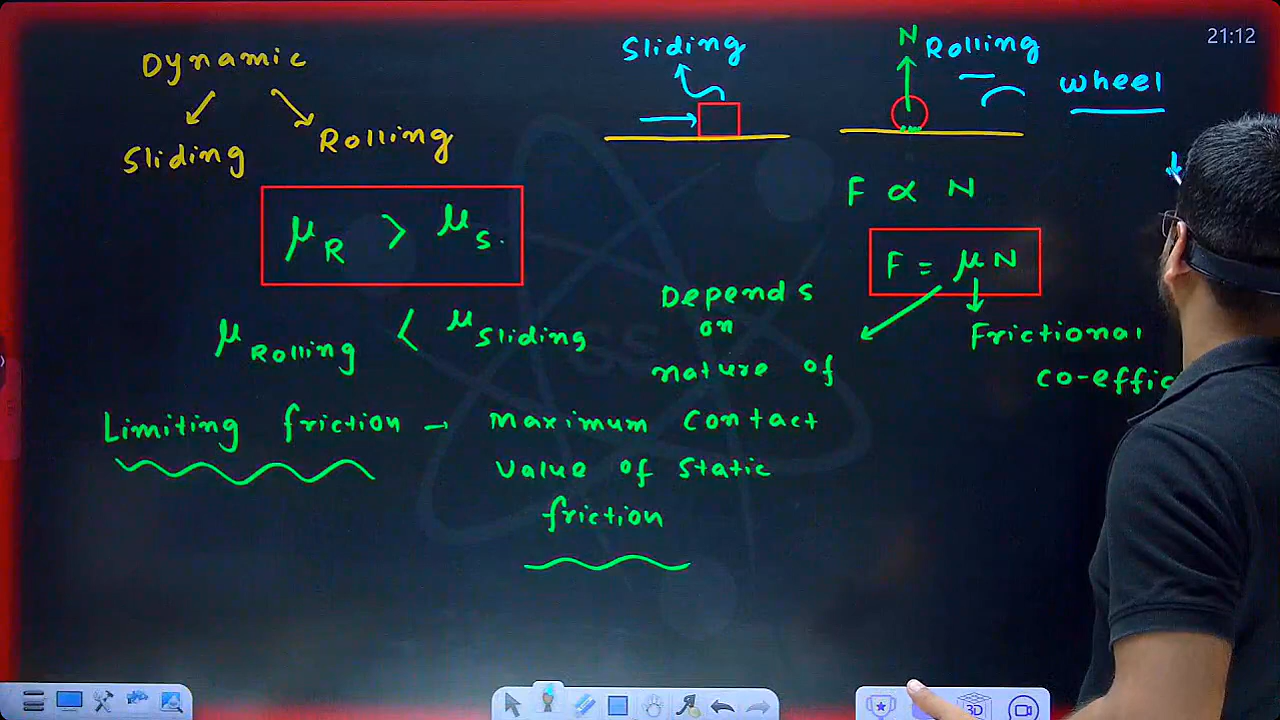 21:12
Dynamic
Sliding
Rolling
Sliding
N
Rolling
wheel
μR > μS.
F ∝ N
F = μN
μRolling < μSliding
Depends
on
nature of
contact
Frictional
co-effic
Limiting friction → Maximum
value of static
friction
3D